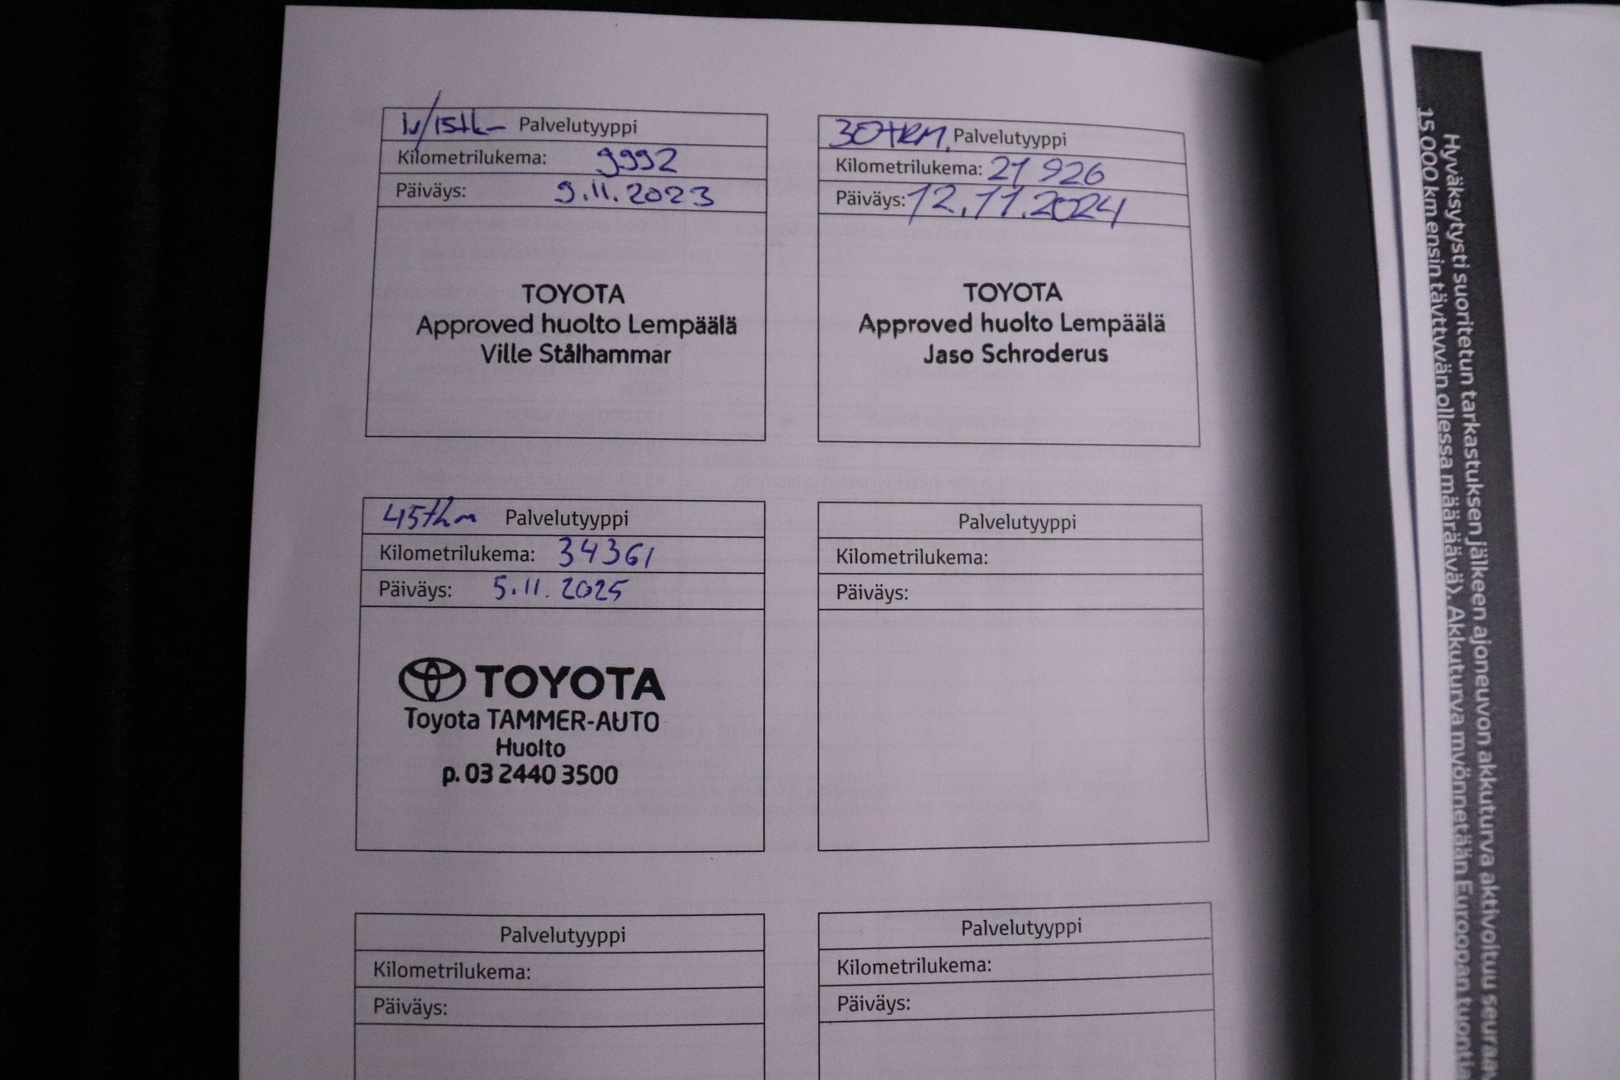 1v/15tkm Palvelutyyppi
Kilometrilukema: 9992
Päiväys: 9.11.2023
TOYOTA
Approved huolto Lempäälä
Ville Stålhammar
30TKM. Palvelutyyppi
Kilometrilukema: 21 926
Päiväys: 12.11.2024
TOYOTA
Approved huolto Lempäälä
Jaso Schroderus
45tkm Palvelutyyppi
Kilometrilukema: 34361
Päiväys: 5.11.2025
TOYOTA
Toyota TAMMER-AUTO
Huolto
p. 03 2440 3500
Palvelutyyppi
Kilometrilukema:
Päiväys:
Palvelutyyppi
Kilometrilukema:
Päiväys:
Palvelutyyppi
Kilometrilukema:
Päiväys:
Hyväksytysti suoritetun tarkastuksen jälkeen ajoneuvon akkuturva aktivoituu
15 000 km ensin täyttyvän ollessa määräävä). Akkuturva myönnetään Euroopan